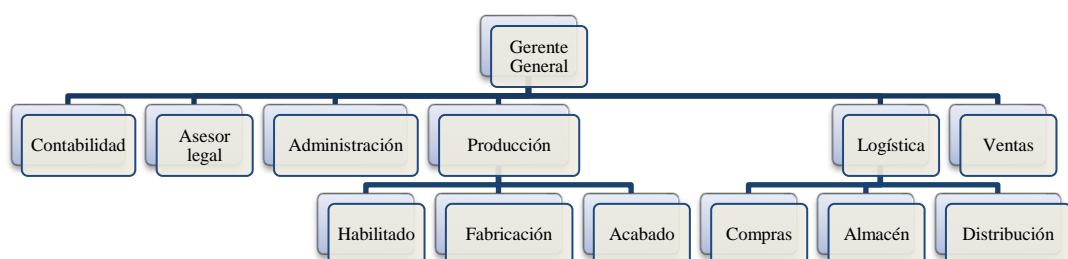 Gerente
General
Contabilidad
Asesor
legal
Administración
Producción
Logística
Ventas
Habilitado
Fabricación
Acabado
Compras
Almacén
Distribución